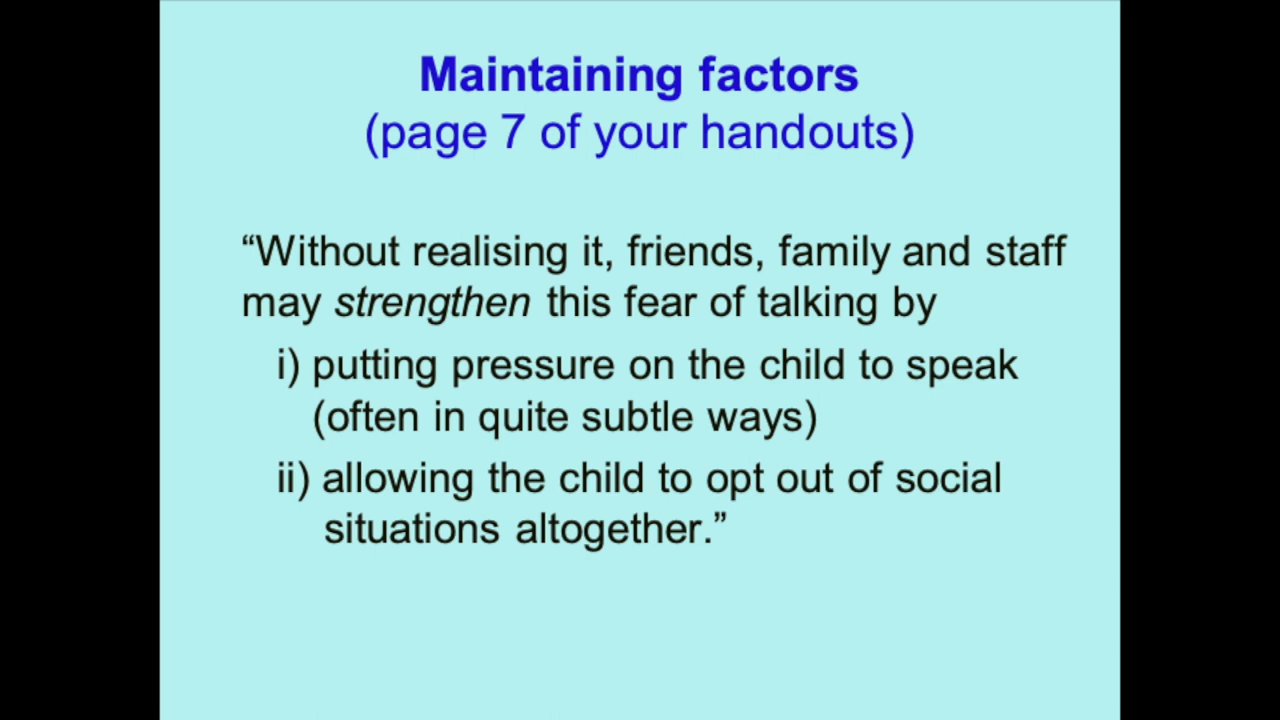 Maintaining factors
(page 7 of your handouts)
“Without realising it, friends, family and staff
may strengthen this fear of talking by
i) putting pressure on the child to speak
(often in quite subtle ways)
ii) allowing the child to opt out of social
situations altogether.”